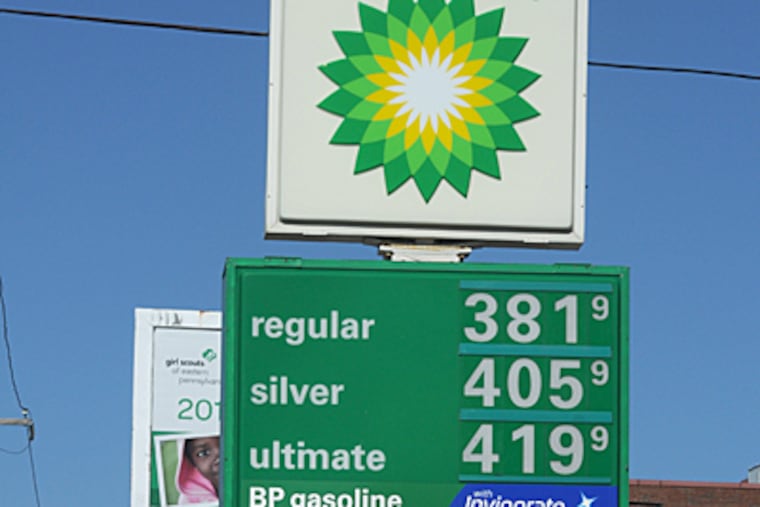 regular 381 9
silver 405 9
ultimate 419 9
BP gasoline
with
Invigorate
girl scouts
of eastern
pennsylvania
201